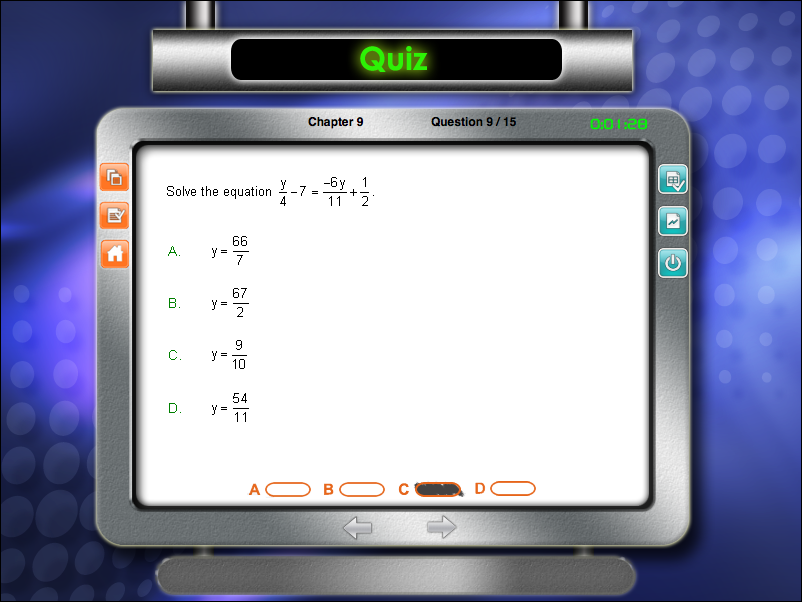 Quiz
Chapter 9 Question 9 / 15 0:01:28
Solve the equation y/4 − 7 = −6y/11 + 1/2 .
A. y = 66/7
B. y = 67/2
C. y = 9/10
D. y = 54/11
A B C D